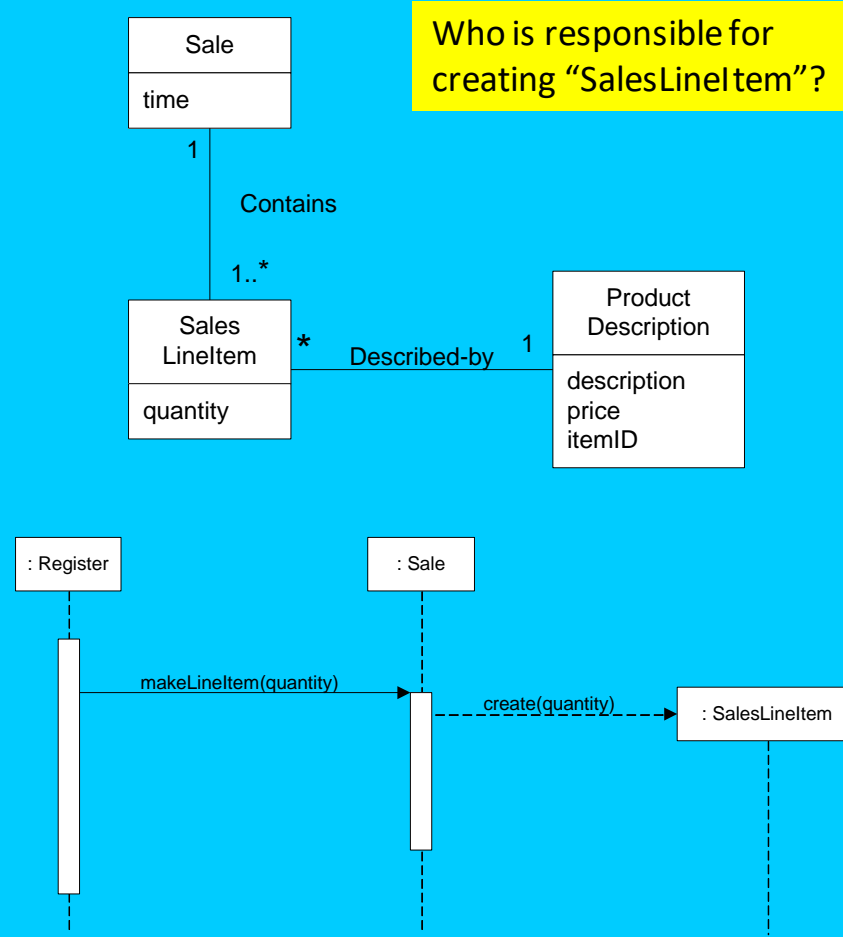 Who is responsible for
creating “SalesLineItem”?
Sale
time
1
Contains
1..*
Sales
LineItem
quantity
*
Described-by
1
Product
Description
description
price
itemID
: Register
: Sale
makeLineItem(quantity)
create(quantity)
: SalesLineItem